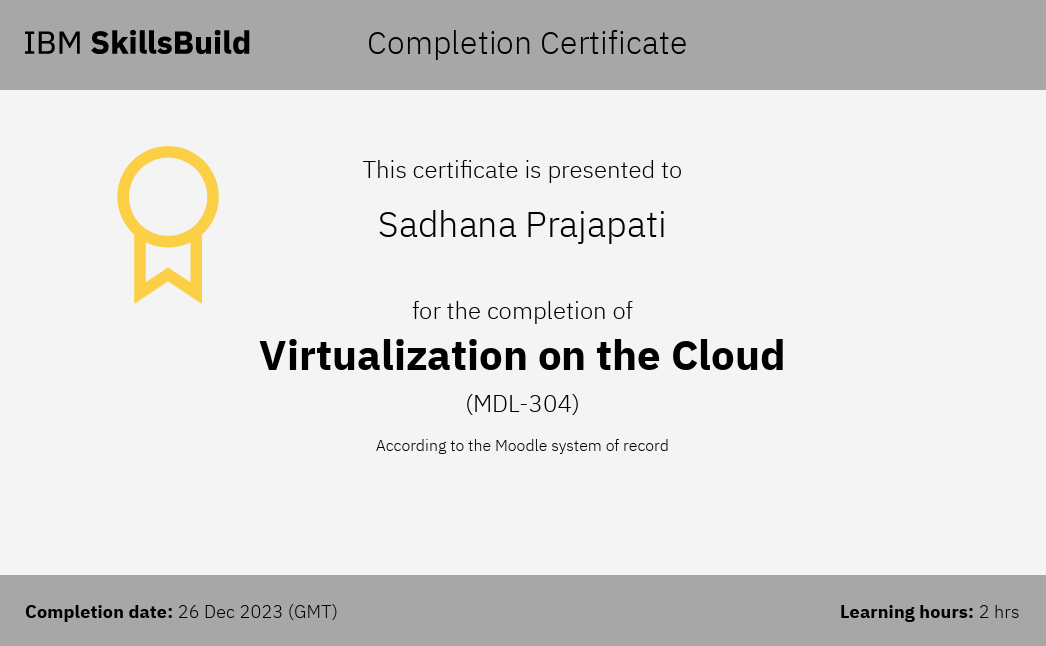 IBM SkillsBuild
Completion Certificate
This certificate is presented to
Sadhana Prajapati
for the completion of
Virtualization on the Cloud
(MDL-304)
According to the Moodle system of record
Completion date: 26 Dec 2023 (GMT)
Learning hours: 2 hrs